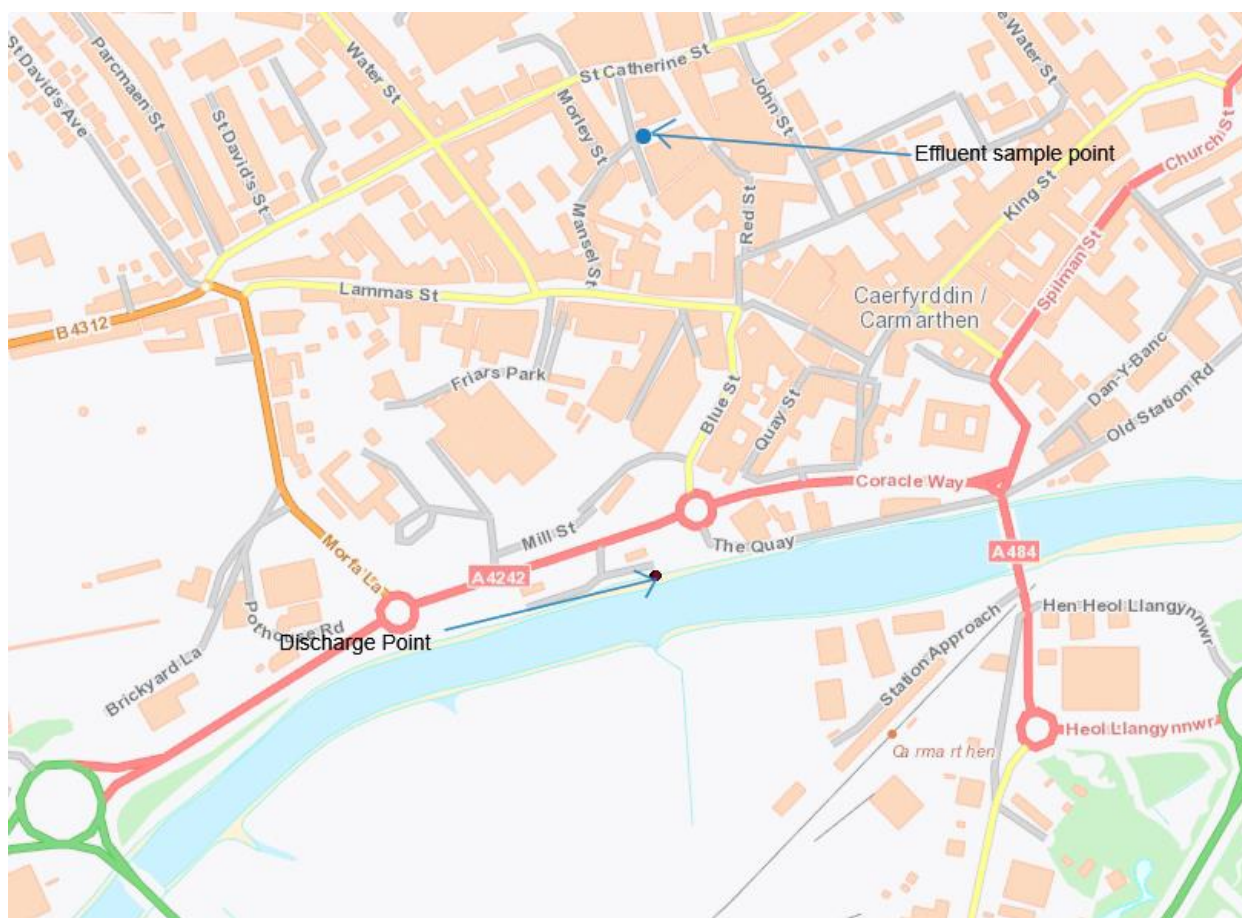 St David's Ave
Parcmaen St
St David's St
Water St
St Catherine St
Morley St
Mansel St
John St
Red St
e Water St
King St
Church St
Spilman St
Effluent sample point
Lammas St
B4312
Caerfyrddin /
Carmarthen
Friars Park
Blue St
Quay St
Dan-Y-Banc
Old Station Rd
Coracle Way
Mill St
The Quay
A4242
A484
Morfa La
Pothouse Rd
Discharge Point
Brickyard La
Station Approach
Hen Heol Llangynnwr
Heol Llangynnwr
Carmarthen